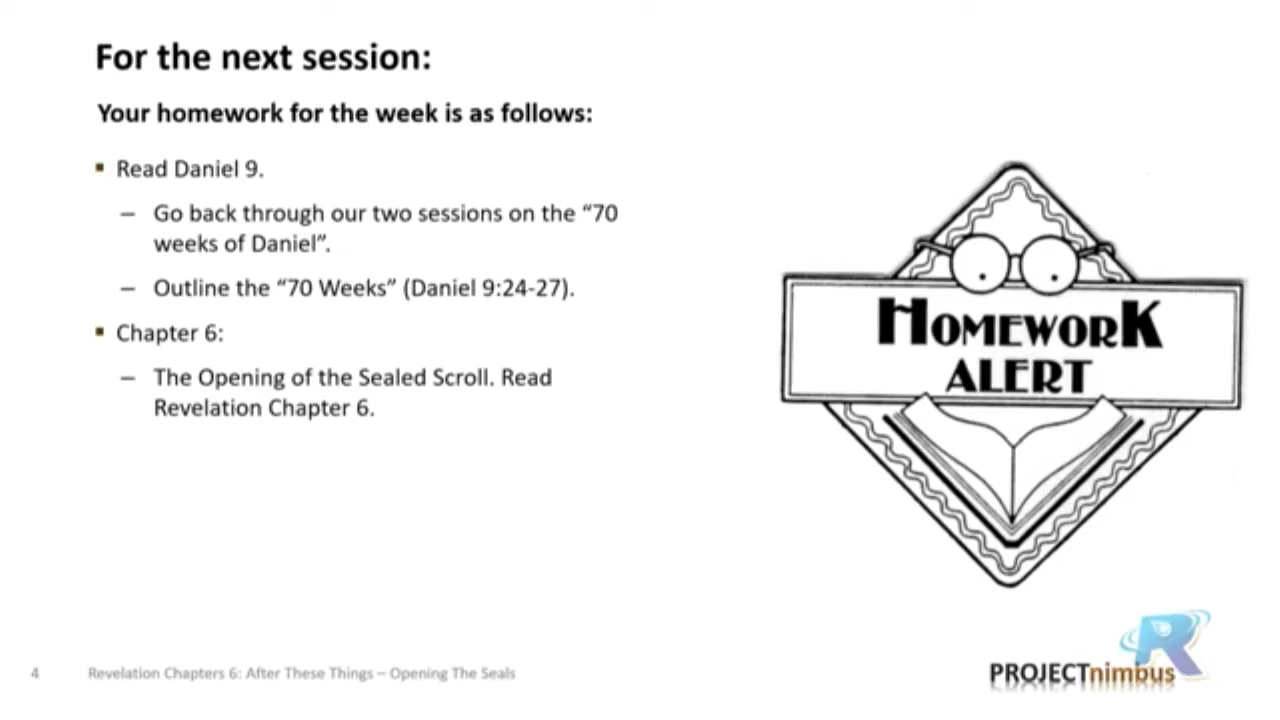 For the next session:
Your homework for the week is as follows:
▪ Read Daniel 9.
– Go back through our two sessions on the “70
weeks of Daniel”.
– Outline the “70 Weeks” (Daniel 9:24-27).
▪ Chapter 6:
– The Opening of the Sealed Scroll. Read
Revelation Chapter 6.
HOMEWORK
ALERT
4 Revelation Chapters 6: After These Things – Opening The Seals
PROJECTnimbus
R